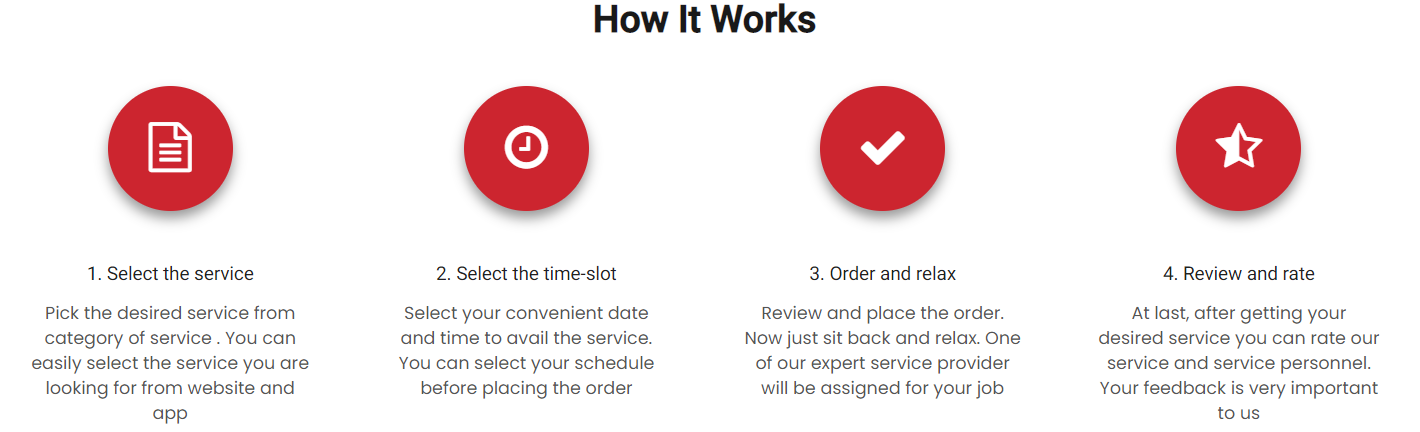 How It Works
1. Select the service
Pick the desired service from
category of service . You can
easily select the service you are
looking for from website and
app
2. Select the time-slot
Select your convenient date
and time to avail the service.
You can select your schedule
before placing the order
3. Order and relax
Review and place the order.
Now just sit back and relax. One
of our expert service provider
will be assigned for your job
4. Review and rate
At last, after getting your
desired service you can rate our
service and service personnel.
Your feedback is very important
to us